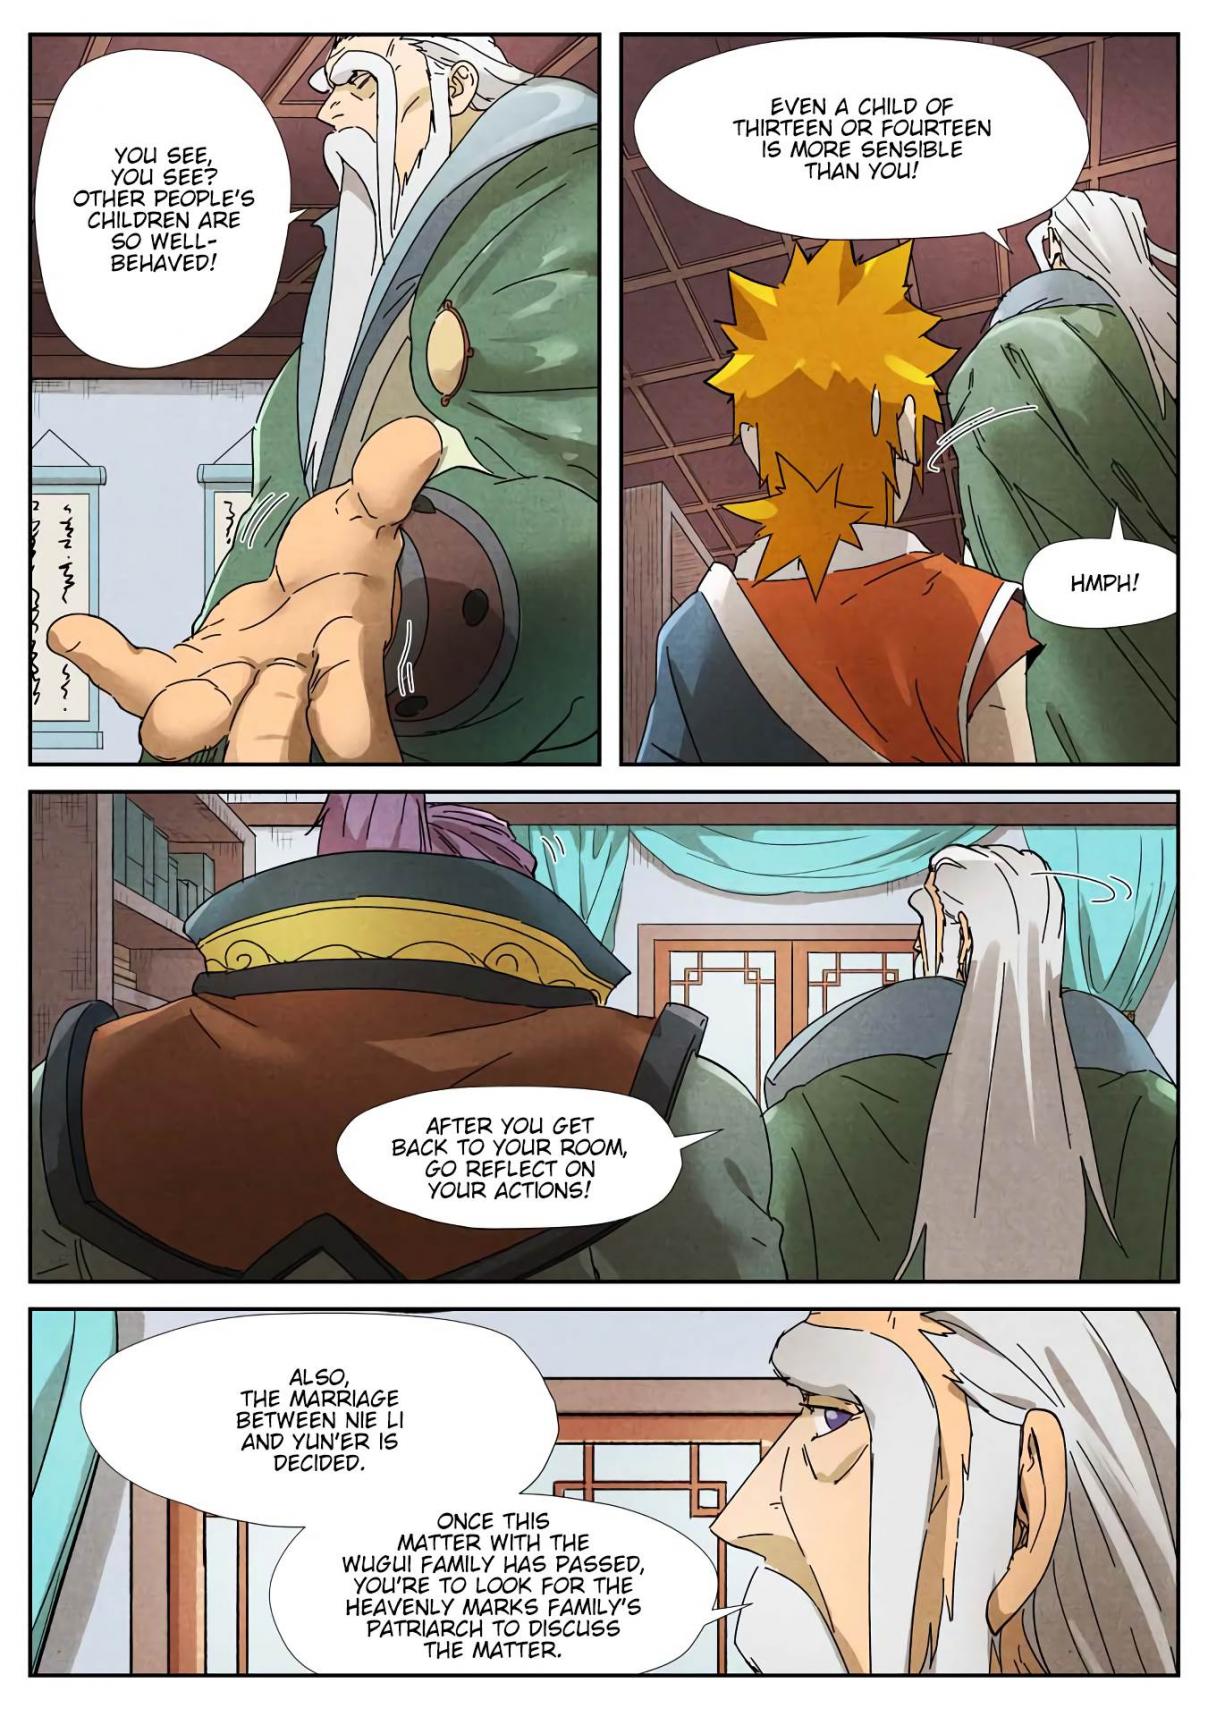 YOU SEE,
YOU SEE?
OTHER PEOPLE'S
CHILDREN ARE
SO WELL-
BEHAVED!
EVEN A CHILD OF
THIRTEEN OR FOURTEEN
IS MORE SENSIBLE
THAN YOU!
HMPH!
AFTER YOU GET
BACK TO YOUR ROOM,
GO REFLECT ON
YOUR ACTIONS!
ALSO,
THE MARRIAGE
BETWEEN NIE LI
AND YUN'ER IS
DECIDED.
ONCE THIS
MATTER WITH THE
WUGUI FAMILY HAS PASSED,
YOU'RE TO LOOK FOR THE
HEAVENLY MARKS FAMILY'S
PATRIARCH TO DISCUSS
THE MATTER.